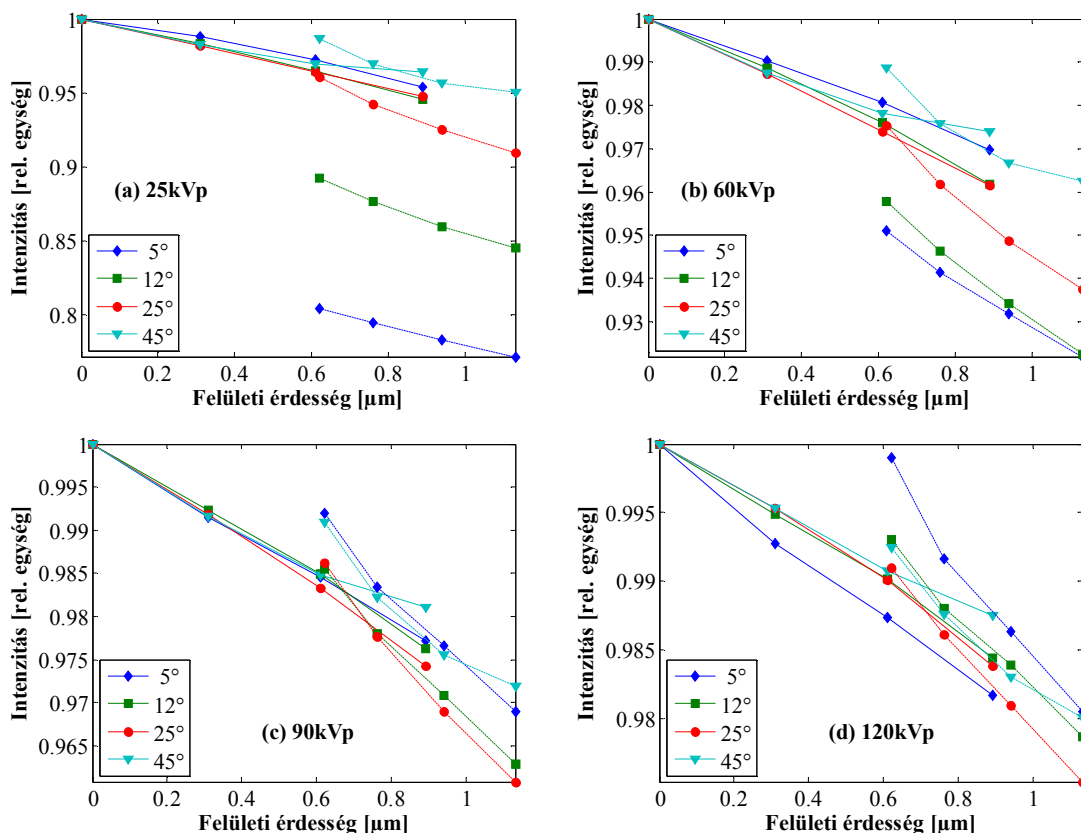 1
0.95
0.9
0.85
0.8
Intenzitás [rel. egység]
(a) 25kVp
5°
12°
25°
45°
0 0.2 0.4 0.6 0.8 1
Felületi érdesség [µm]
1
0.99
0.98
0.97
0.96
0.95
0.94
0.93
Intenzitás [rel. egység]
(b) 60kVp
5°
12°
25°
45°
0 0.2 0.4 0.6 0.8 1
Felületi érdesség [µm]
1
0.995
0.99
0.985
0.98
0.975
0.97
0.965
Intenzitás [rel. egység]
(c) 90kVp
5°
12°
25°
45°
0 0.2 0.4 0.6 0.8 1
Felületi érdesség [µm]
1
0.995
0.99
0.985
0.98
Intenzitás [rel. egység]
(d) 120kVp
5°
12°
25°
45°
0 0.2 0.4 0.6 0.8 1
Felületi érdesség [µm]